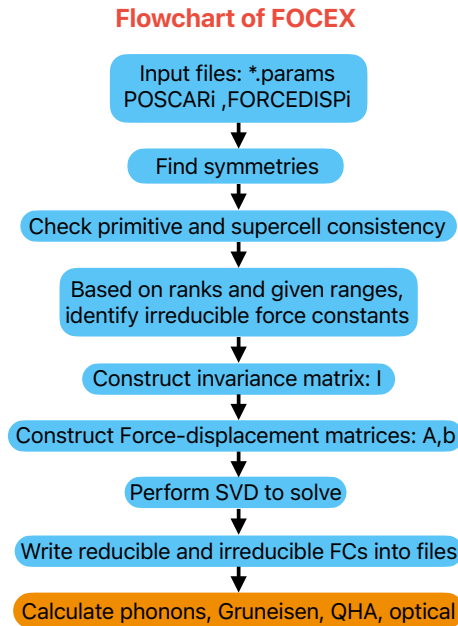 Flowchart of FOCEX
Input files: *.params
POSCARi ,FORCEDISPi
Find symmetries
Check primitive and supercell consistency
Based on ranks and given ranges,
identify irreducible force constants
Construct invariance matrix: I
Construct Force-displacement matrices: A,b
Perform SVD to solve
Write reducible and irreducible FCs into files
Calculate phonons, Gruneisen, QHA, optical